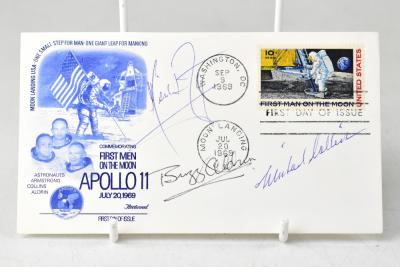 MOON LANDING USA • ONE SMALL STEP FOR MAN • ONE GIANT LEAP FOR MANKIND
COMMEMORATING
FIRST MEN
ON THE MOON
APOLLO 11
JULY 20, 1969
Fleetwood
FIRST DAY OF ISSUE
ASTRONAUTS
ARMSTRONG
COLLINS
ALDRIN
WASHINGTON, DC
SEP
9
1969
MOON LANDING
JUL
20
1969
10¢
UNITED STATES
FIRST MAN ON THE MOON
FIRST DAY OF ISSUE
Buzz Aldrin
Michael Collins